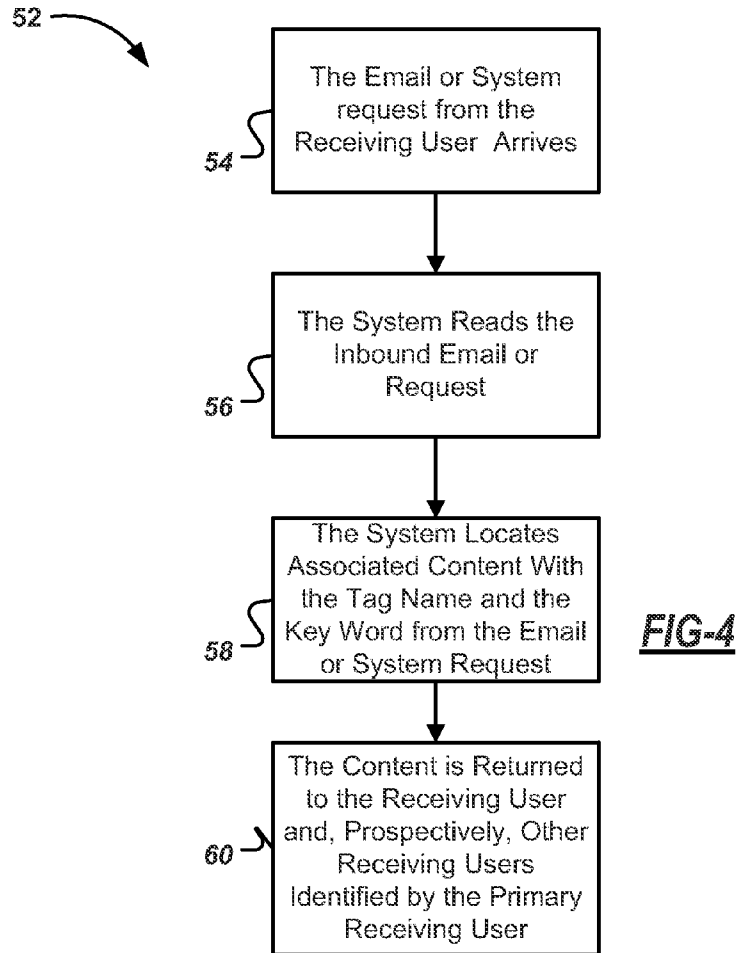 52
The Email or System
request from the
Receiving User Arrives
54
The System Reads the
Inbound Email or
Request
56
The System Locates
Associated Content With
the Tag Name and the
Key Word from the Email
or System Request
58
FIG-4
The Content is Returned
to the Receiving User
and, Prospectively, Other
Receiving Users
Identified by the Primary
Receiving User
60